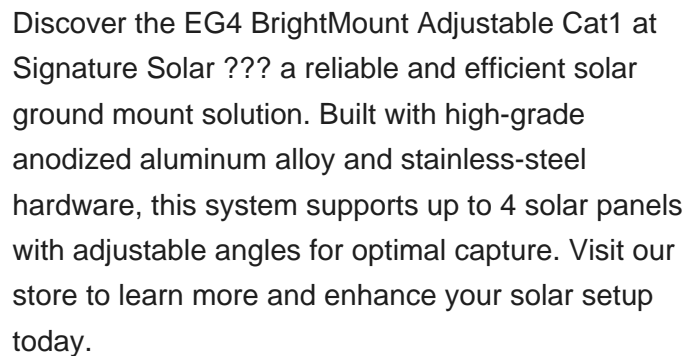 Discover the EG4 BrightMount Adjustable Cat1 at
Signature Solar ??? a reliable and efficient solar
ground mount solution. Built with high-grade
anodized aluminum alloy and stainless-steel
hardware, this system supports up to 4 solar panels
with adjustable angles for optimal capture. Visit our
store to learn more and enhance your solar setup
today.